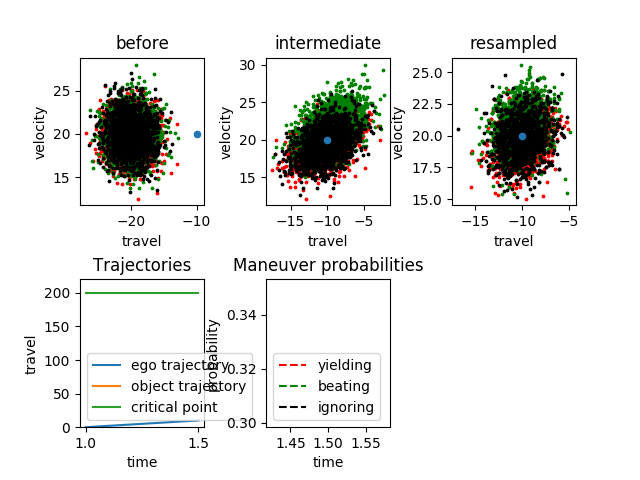 before
intermediate
resampled
velocity
25
20
15
−20
−10
travel
velocity
30
25
20
15
−15
−10
−5
travel
velocity
25.0
22.5
20.0
17.5
15.0
−15
−10
−5
travel
Trajectories
Maneuver probabilities
travel
200
150
100
50
0
ego trajectory
object trajectory
critical point
1.0
1.5
time
probability
0.34
0.32
0.30
yielding
beating
ignoring
1.45
1.50
1.55
time